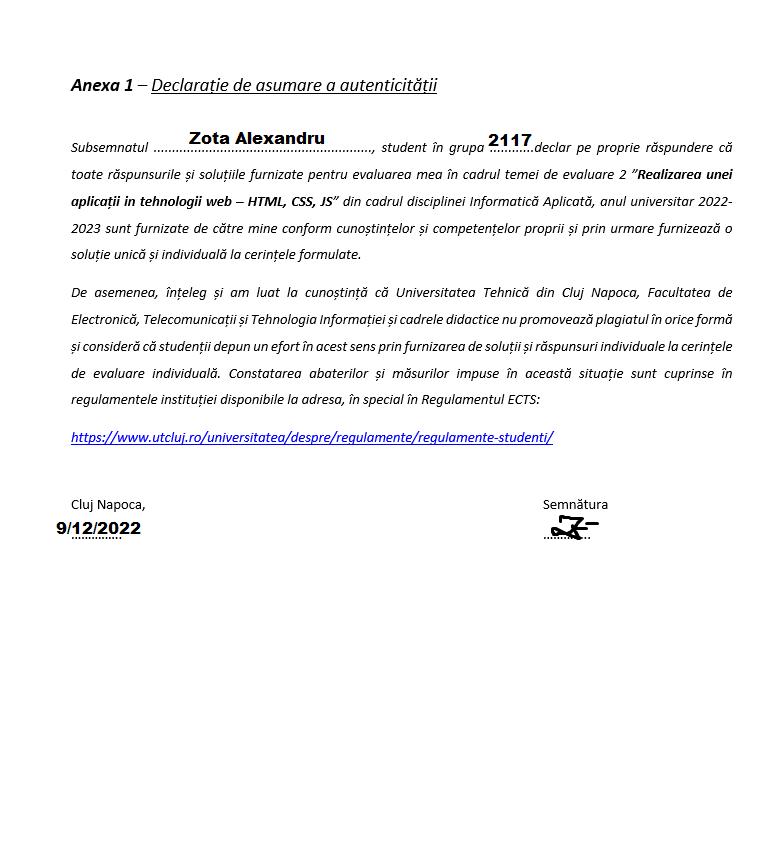 Anexa 1 – Declarație de asumare a autenticității
Subsemnatul ..........Zota Alexandru.........., student în grupa 2117 declar pe proprie răspundere că
toate răspunsurile și soluțiile furnizate pentru evaluarea mea în cadrul temei de evaluare 2 ”Realizarea unei
aplicații in tehnologii web – HTML, CSS, JS” din cadrul disciplinei Informatică Aplicată, anul universitar 2022-
2023 sunt furnizate de către mine conform cunoștințelor și competențelor proprii și prin urmare furnizează o
soluție unică și individuală la cerințele formulate.
De asemenea, înțeleg și am luat la cunoștință că Universitatea Tehnică din Cluj Napoca, Facultatea de
Electronică, Telecomunicații și Tehnologia Informației și cadrele didactice nu promovează plagiatul în orice formă
și consideră că studenții depun un efort în acest sens prin furnizarea de soluții și răspunsuri individuale la cerințele
de evaluare individuală. Constatarea abaterilor și măsurilor impuse în această situație sunt cuprinse în
regulamentele instituției disponibile la adresa, în special în Regulamentul ECTS:
https://www.utcluj.ro/universitatea/despre/regulamente/regulamente-studenti/
Cluj Napoca, Semnătura
9/12/2022